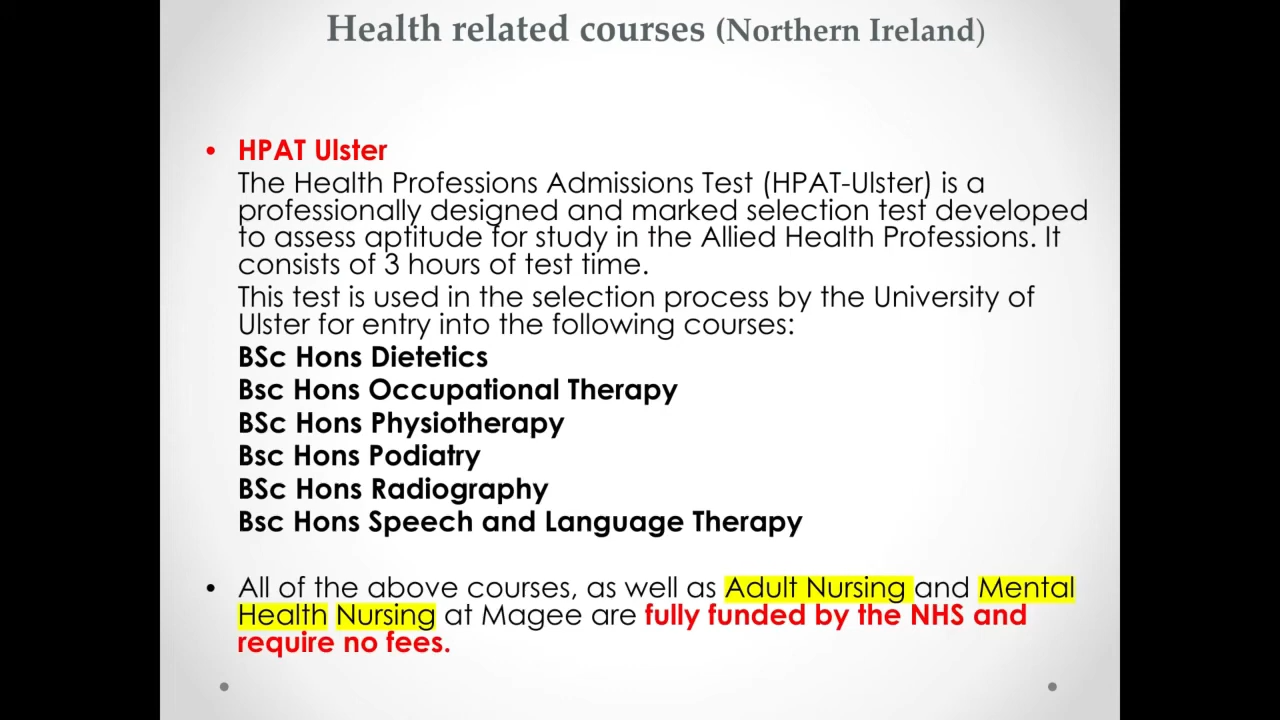 Health related courses (Northern Ireland)
• HPAT Ulster
The Health Professions Admissions Test (HPAT-Ulster) is a
professionally designed and marked selection test developed
to assess aptitude for study in the Allied Health Professions. It
consists of 3 hours of test time.
This test is used in the selection process by the University of
Ulster for entry into the following courses:
BSc Hons Dietetics
Bsc Hons Occupational Therapy
BSc Hons Physiotherapy
Bsc Hons Podiatry
BSc Hons Radiography
Bsc Hons Speech and Language Therapy
• All of the above courses, as well as Adult Nursing and Mental
Health Nursing at Magee are fully funded by the NHS and
require no fees.